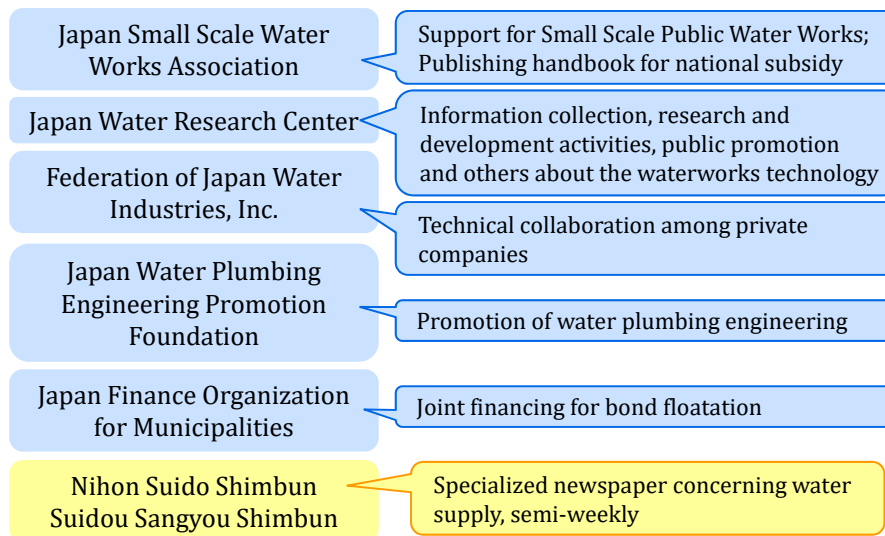 Japan Small Scale Water
Works Association
Support for Small Scale Public Water Works;
Publishing handbook for national subsidy
Japan Water Research Center
Information collection, research and
development activities, public promotion
and others about the waterworks technology
Federation of Japan Water
Industries, Inc.
Technical collaboration among private
companies
Japan Water Plumbing
Engineering Promotion
Foundation
Promotion of water plumbing engineering
Japan Finance Organization
for Municipalities
Joint financing for bond floatation
Nihon Suido Shimbun
Suidou Sangyou Shimbun
Specialized newspaper concerning water
supply, semi-weekly